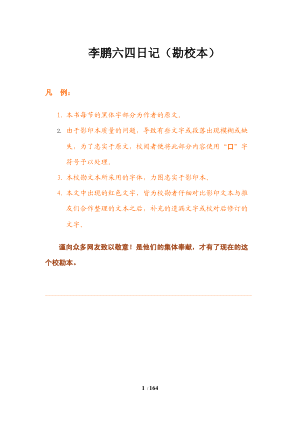 李鹏六四日记（勘校本）
凡　例：
1. 本书每节的黑体字部分为作者的原文。
2. 由于影印本质量的问题，导致有些文字或段落出现模糊或缺
失，为了忠实于原文，校阅者使将此部分内容使用“口”字
符号予以处理。
3. 本校勘文本所采用的字体，力图忠实于影印本。
4. 本文中出现的红色文字，皆为校勘者仔细对比影印文本与推
友们合作整理的文本之后，补充的遗漏文字或校对后修订的
文字。
谨向众多网友致以敬意！是他们的集体奉献，才有了现在的这
个校勘本。
1 / 164